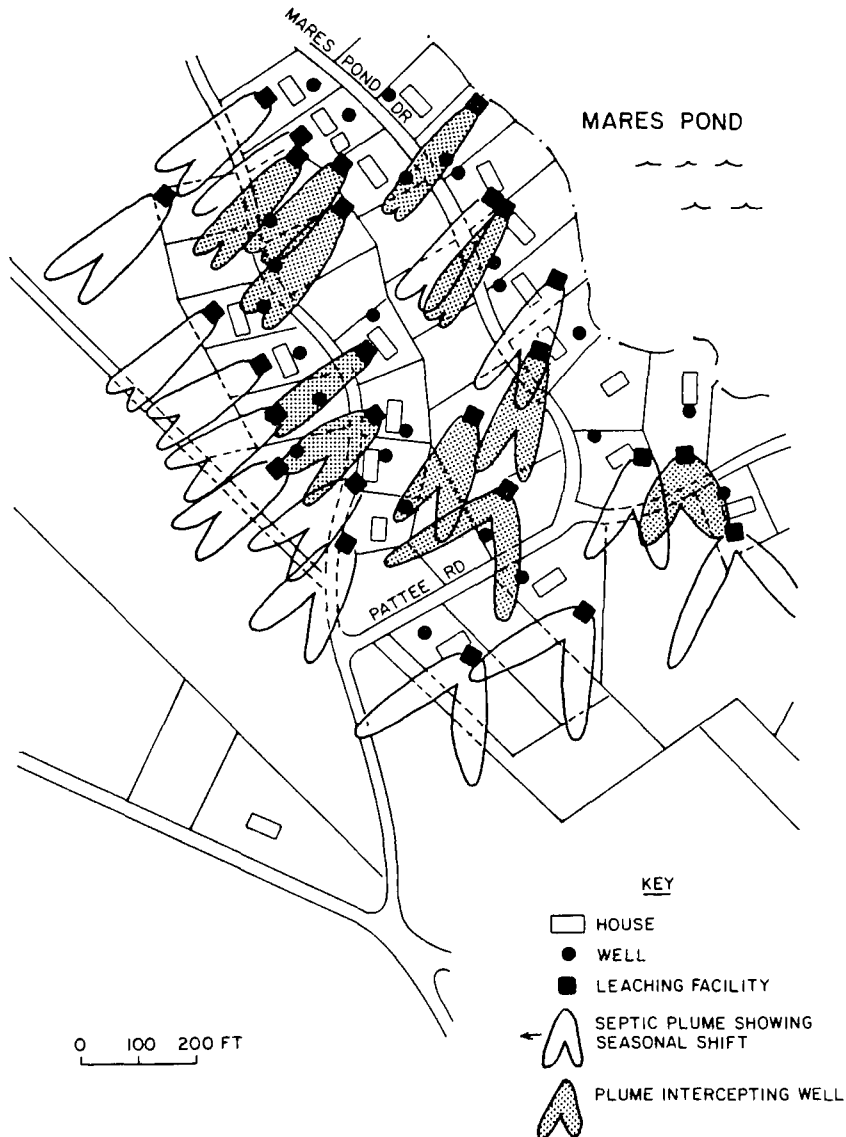 MARES POND DR
MARES POND
PATTEE RD
KEY
HOUSE
WELL
LEACHING FACILITY
SEPTIC PLUME SHOWING
SEASONAL SHIFT
PLUME INTERCEPTING WELL
0 100 200 FT